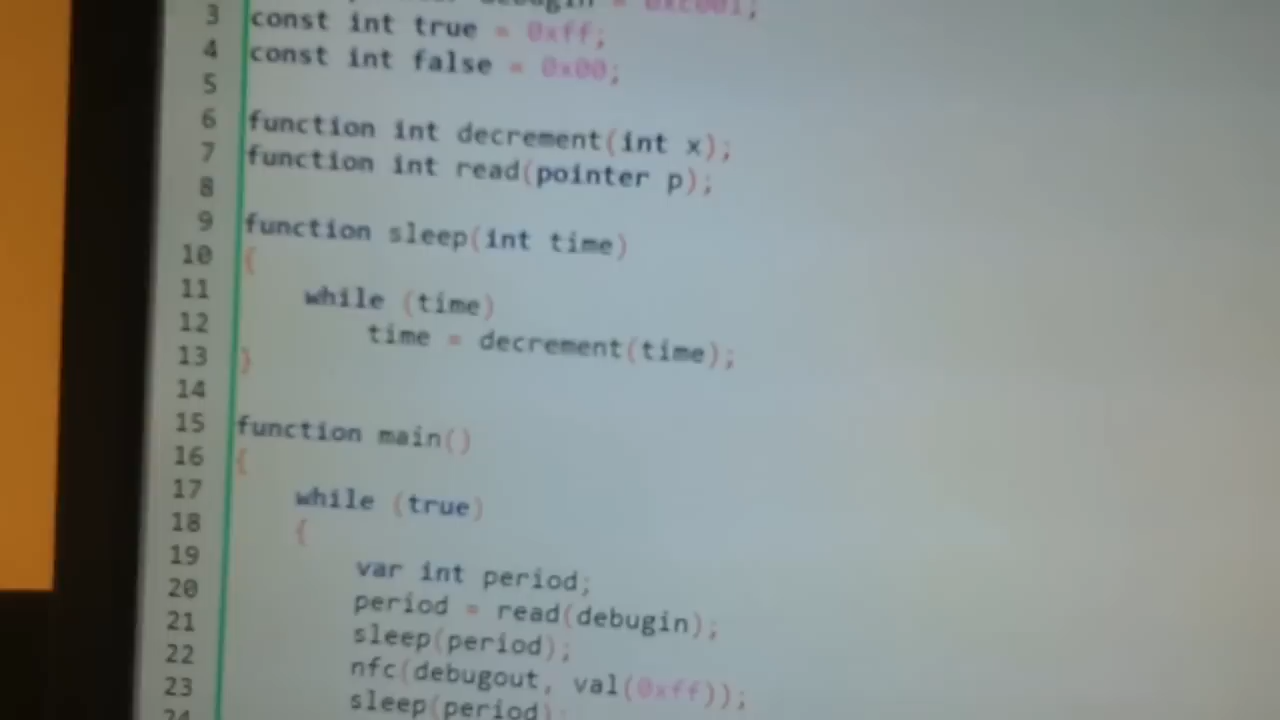 3 const int true = 0xff;
4 const int false = 0x00;
5
6 function int decrement(int x);
7 function int read(pointer p);
8
9 function sleep(int time)
10 {
11 while (time)
12 time = decrement(time);
13 }
14
15 function main()
16 {
17 while (true)
18 {
19 var int period;
20 period = read(debugin);
21 sleep(period);
22 nfc(debugout, val(0xff));
23 sleep(period);
24